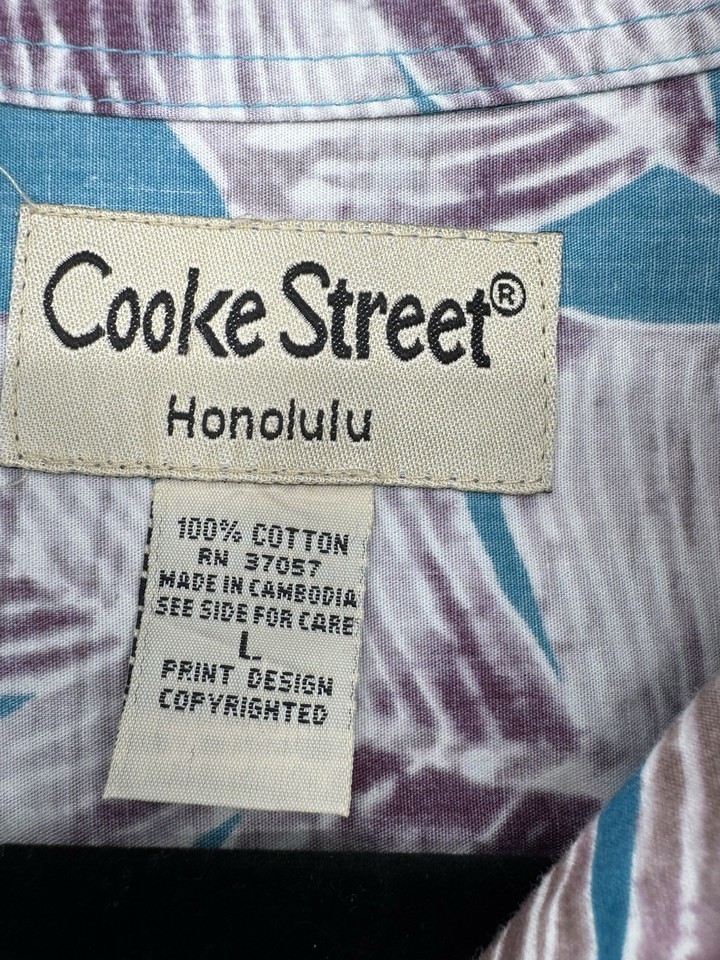 Cooke Street®
Honolulu
100% COTTON
RN 37057
MADE IN CAMBODIA
SEE SIDE FOR CARE
L
PRINT DESIGN
COPYRIGHTED